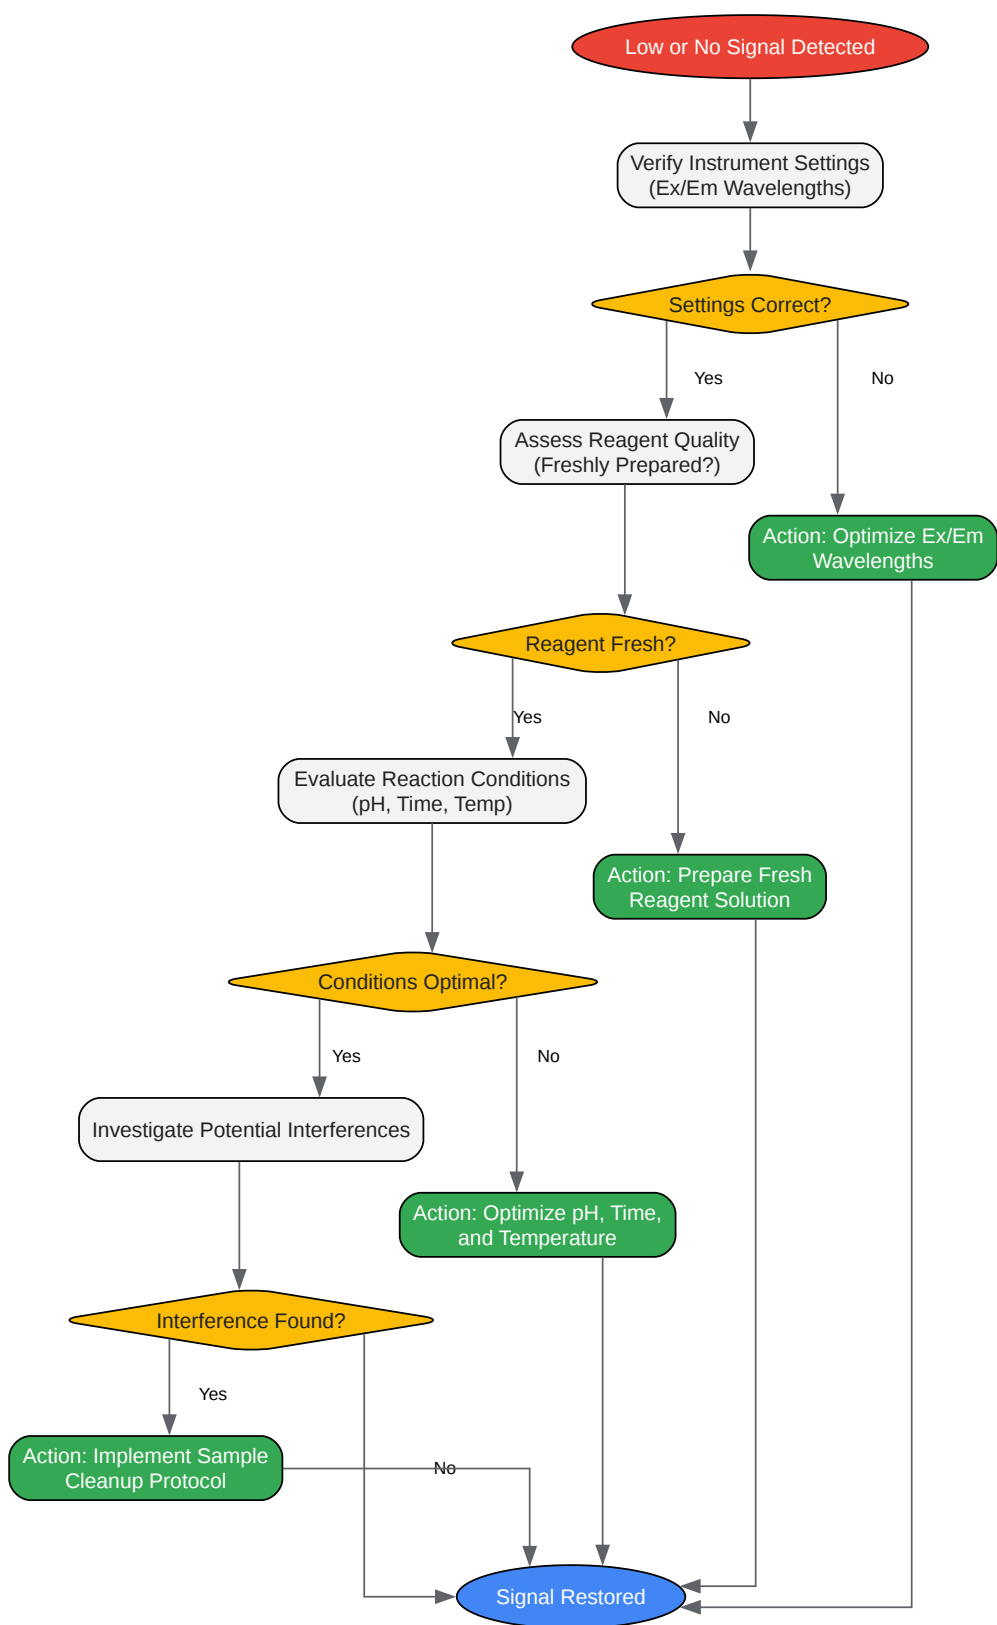 Low or No Signal Detected
Verify Instrument Settings
(Ex/Em Wavelengths)
Settings Correct?
Yes
No
Assess Reagent Quality
(Freshly Prepared?)
Action: Optimize Ex/Em
Wavelengths
Reagent Fresh?
Yes
No
Evaluate Reaction Conditions
(pH, Time, Temp)
Action: Prepare Fresh
Reagent Solution
Conditions Optimal?
Yes
No
Investigate Potential Interferences
Action: Optimize pH, Time,
and Temperature
Interference Found?
Yes
Action: Implement Sample
Cleanup Protocol
No
Signal Restored